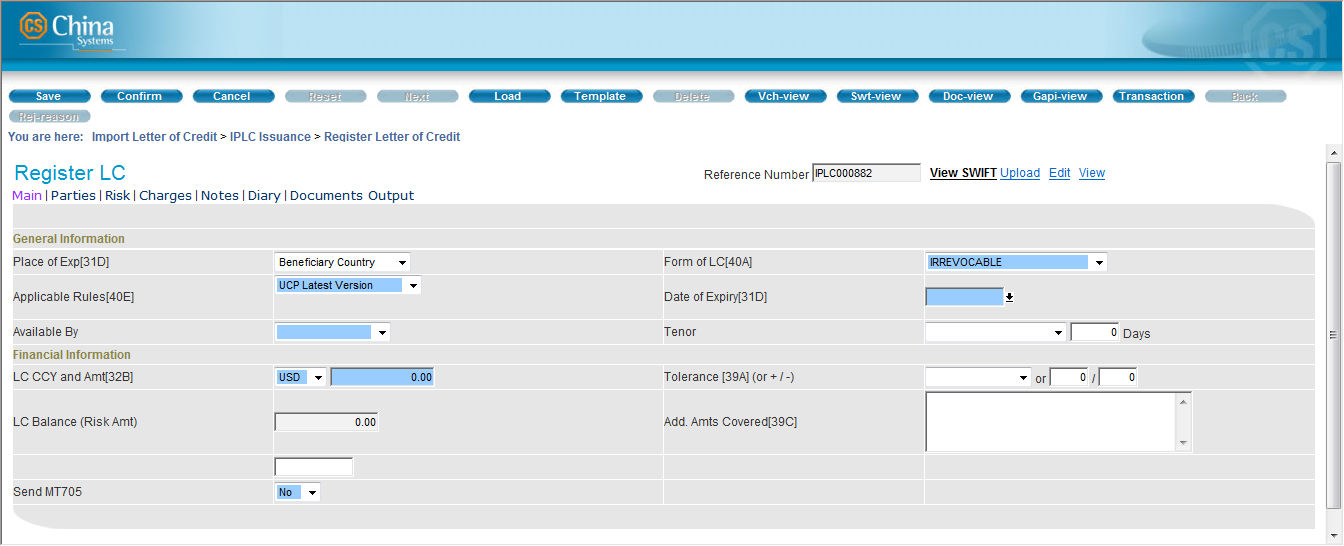 CS China
Systems
CS
Save Confirm Cancel Reset Next Load Template Delete Vch-view Swt-view Doc-view Gapi-view Transaction Back
Rej-reason
You are here: Import Letter of Credit > IPLC Issuance > Register Letter of Credit
Register LC
Reference Number IPLC000882 View SWIFT Upload Edit View
Main | Parties | Risk | Charges | Notes | Diary | Documents Output
General Information
Place of Exp[31D] Beneficiary Country Form of LC[40A] IRREVOCABLE
Applicable Rules[40E] UCP Latest Version Date of Expiry[31D]
Available By Tenor 0 Days
Financial Information
LC CCY and Amt[32B] USD 0.00 Tolerance [39A] (or + / -) or 0 / 0
LC Balance (Risk Amt) 0.00 Add. Amts Covered[39C]
Send MT705 No